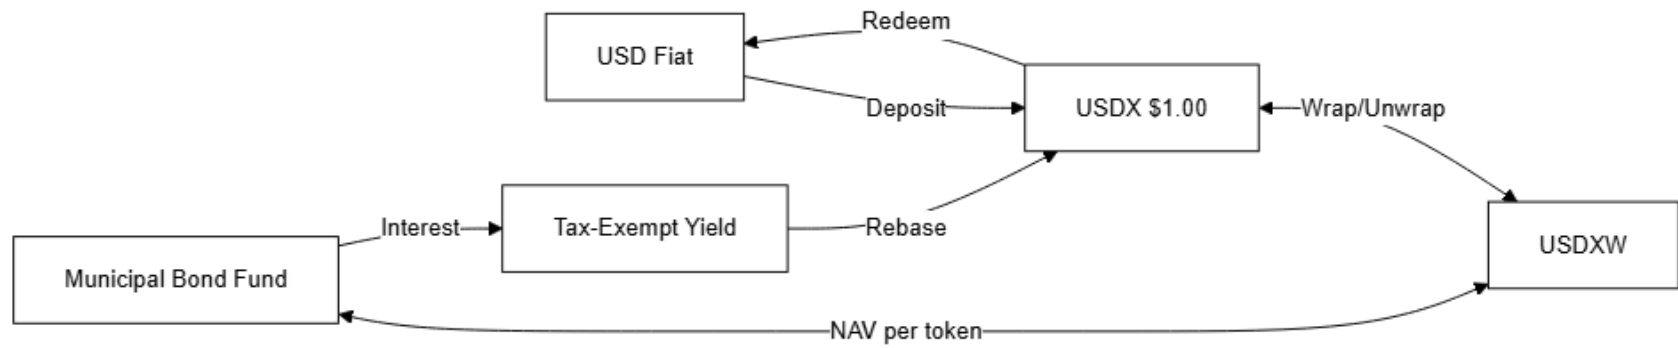 Redeem
USD Fiat
Deposit
USDX $1.00
Wrap/Unwrap
Interest
Tax-Exempt Yield
Rebase
USDXW
Municipal Bond Fund
NAV per token